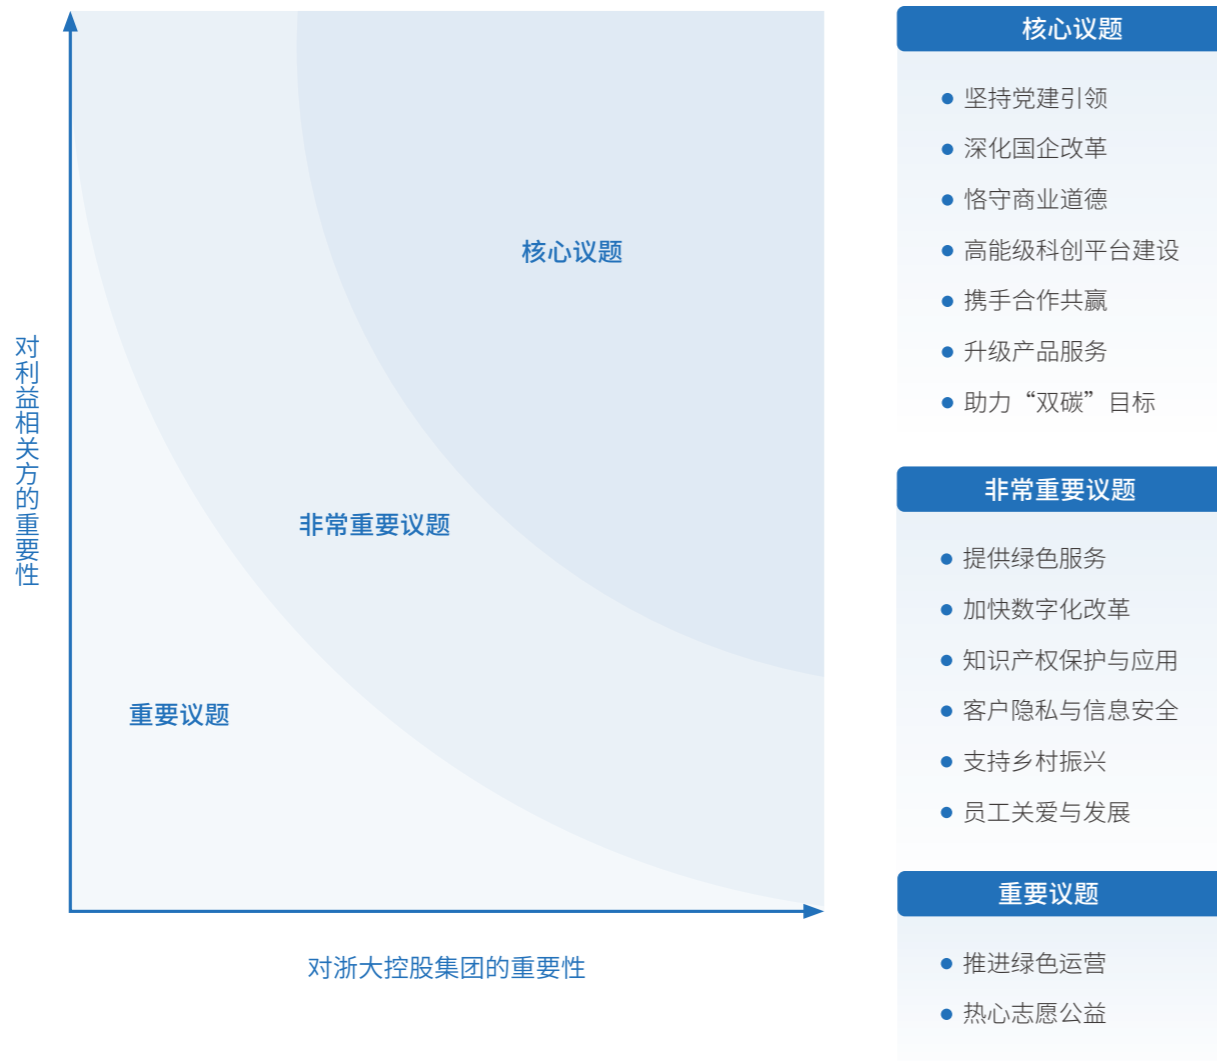 对利益相关方的重要性
核心议题
非常重要议题
重要议题
对浙大控股集团的重要性
核心议题
坚持党建引领
深化国企改革
恪守商业道德
高能级科创平台建设
携手合作共赢
升级产品服务
助力“双碳”目标
非常重要议题
提供绿色服务
加快数字化改革
知识产权保护与应用
客户隐私与信息安全
支持乡村振兴
员工关爱与发展
重要议题
推进绿色运营
热心志愿公益